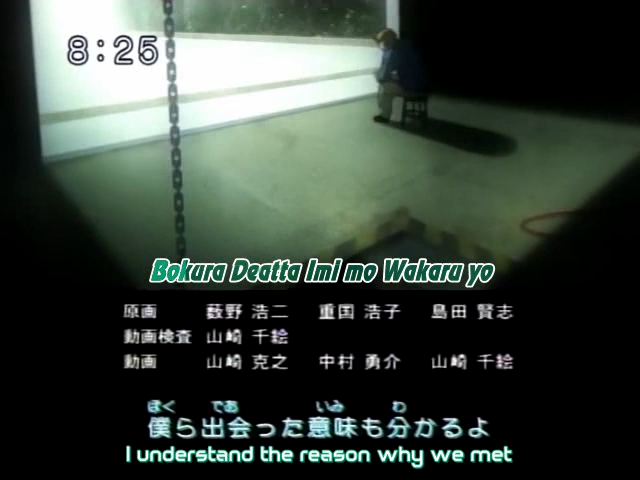 8:25
Bokura Deatta Imi mo Wakaru yo
原画 薮野 浩二 重国 浩子 島田 賢志
動画検査 山崎 千絵
動画 山崎 克之 中村 勇介 山崎 千絵
ぼく であ いみ わ
僕ら出会った意味も分かるよ
I understand the reason why we met